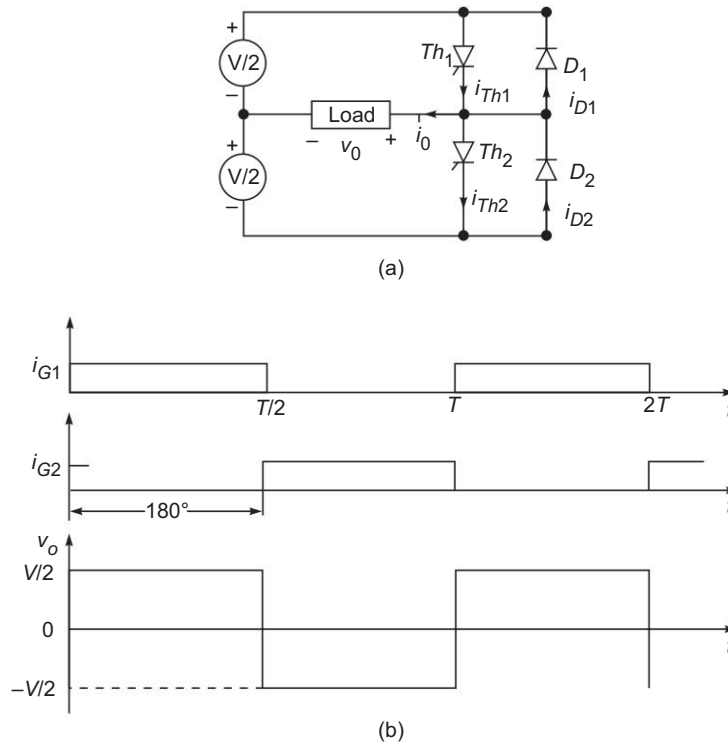 +
V/2
−
Th1
iTh1
D1
iD1
Load
− v0 +
i0
+
V/2
−
Th2
iTh2
D2
iD2
(a)
iG1
T/2 T 2T
iG2
180°
vo
V/2
0
−V/2
(b)